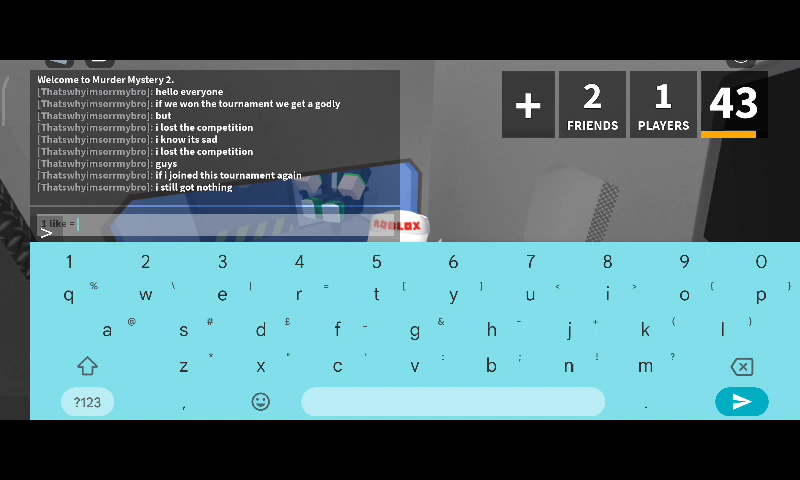 Welcome to Murder Mystery 2.
[Thatswhyimsorrmybro]: hello everyone
[Thatswhyimsorrmybro]: if we won the tournament we get a godly
[Thatswhyimsorrmybro]: but
[Thatswhyimsorrmybro]: i lost the competition
[Thatswhyimsorrmybro]: i know its sad
[Thatswhyimsorrmybro]: i lost the competition
[Thatswhyimsorrmybro]: guys
[Thatswhyimsorrmybro]: if i joined this tournament again
[Thatswhyimsorrmybro]: i still got nothing
1 like =
>
+
2
FRIENDS
1
PLAYERS
43
ROBLOX
1 2 3 4 5 6 7 8 9 0
q % w \ e | r = t [ y ] u < i > o { p }
a @ s # d £ f - g & h - j + k ( l )
z * x " c ' v : b ; n ! m ?
?123 , .